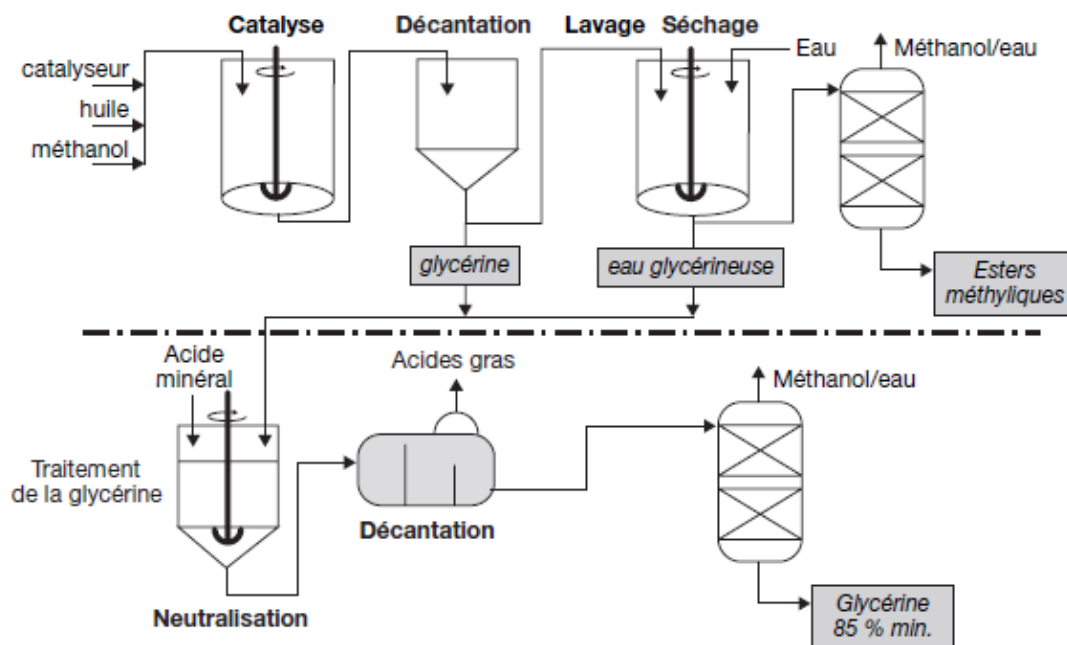 Catalyse
Décantation
Lavage
Séchage
catalyseur
huile
méthanol
Eau
Méthanol/eau
glycérine
eau glycérineuse
Esters
méthyliques
Acide
minéral
Acides gras
Méthanol/eau
Traitement
de la glycérine
Décantation
Neutralisation
Glycérine
85 % min.